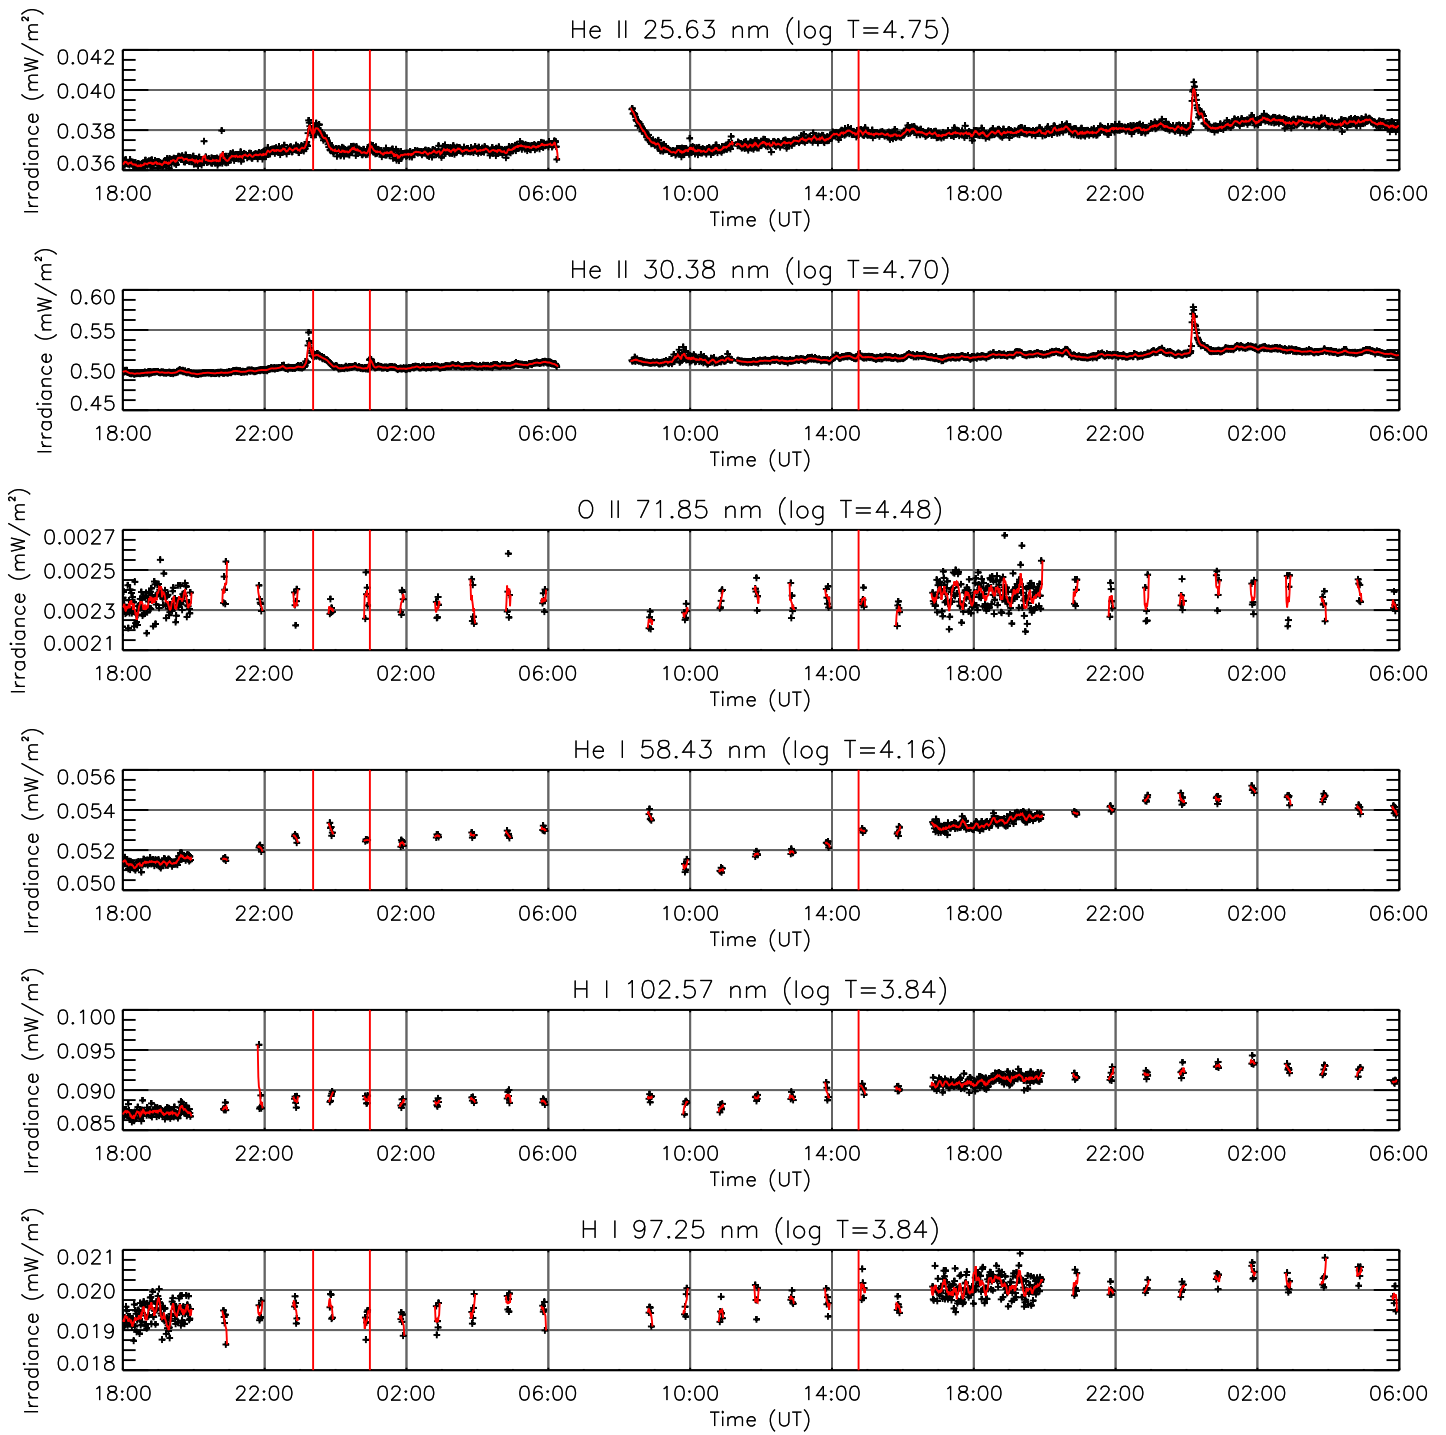 He II 25.63 nm (log T=4.75)
Irradiance (mW/m²)
0.042
0.040
0.038
0.036
18:00 22:00 02:00 06:00 10:00 14:00 18:00 22:00 02:00 06:00
Time (UT)
He II 30.38 nm (log T=4.70)
Irradiance (mW/m²)
0.60
0.55
0.50
0.45
18:00 22:00 02:00 06:00 10:00 14:00 18:00 22:00 02:00 06:00
Time (UT)
O II 71.85 nm (log T=4.48)
Irradiance (mW/m²)
0.0027
0.0025
0.0023
0.0021
18:00 22:00 02:00 06:00 10:00 14:00 18:00 22:00 02:00 06:00
Time (UT)
He I 58.43 nm (log T=4.16)
Irradiance (mW/m²)
0.056
0.054
0.052
0.050
18:00 22:00 02:00 06:00 10:00 14:00 18:00 22:00 02:00 06:00
Time (UT)
H I 102.57 nm (log T=3.84)
Irradiance (mW/m²)
0.100
0.095
0.090
0.085
18:00 22:00 02:00 06:00 10:00 14:00 18:00 22:00 02:00 06:00
Time (UT)
H I 97.25 nm (log T=3.84)
Irradiance (mW/m²)
0.021
0.020
0.019
0.018
18:00 22:00 02:00 06:00 10:00 14:00 18:00 22:00 02:00 06:00
Time (UT)